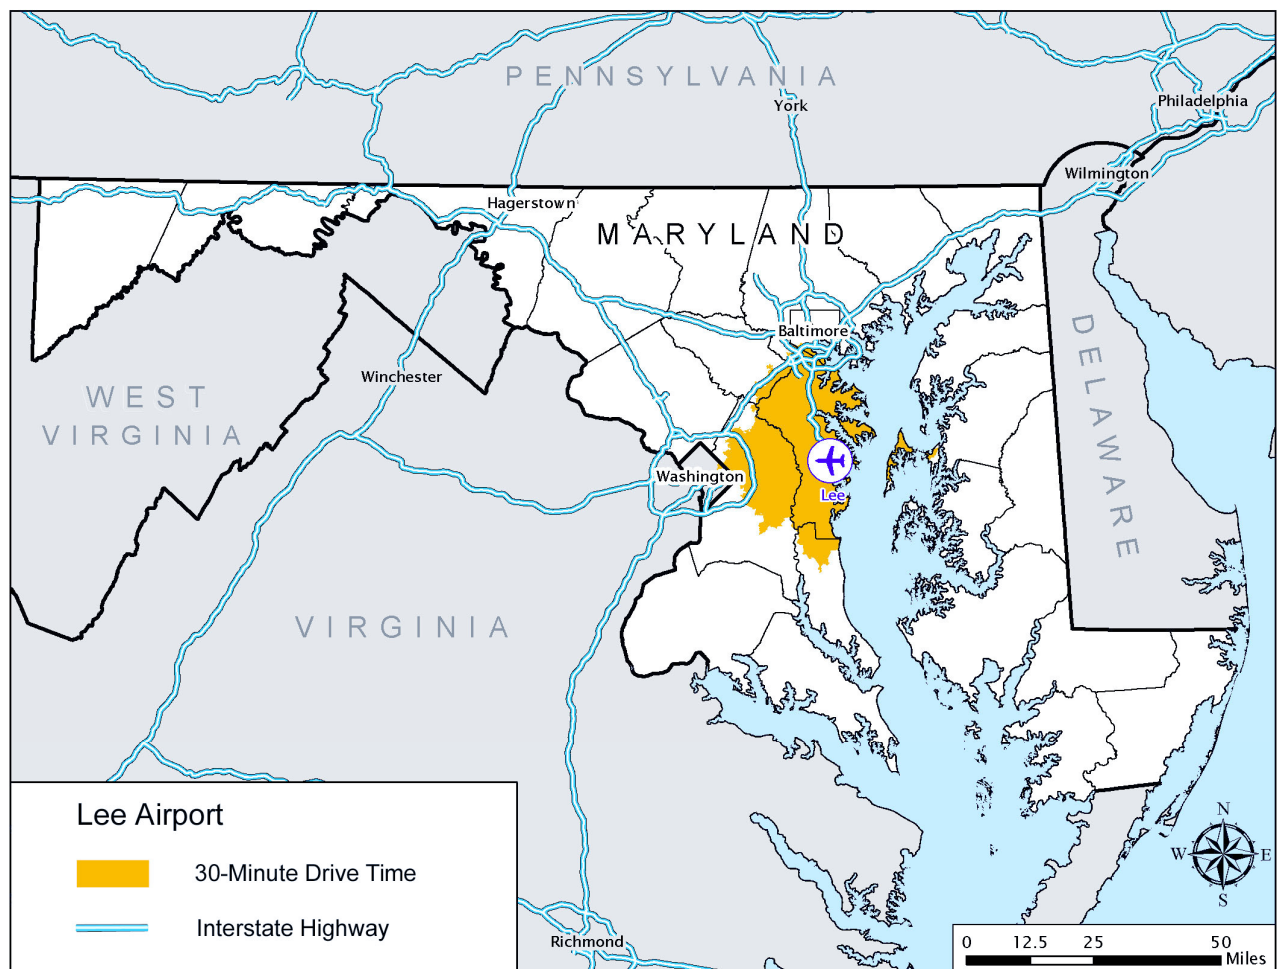 PENNSYLVANIA
York
Philadelphia
Wilmington
Hagerstown
MARYLAND
Baltimore
DELAWARE
Winchester
WEST
VIRGINIA
Washington
Lee
VIRGINIA
Lee Airport
30-Minute Drive Time
Interstate Highway
Richmond
N
W
E
S
0 12.5 25 50
Miles